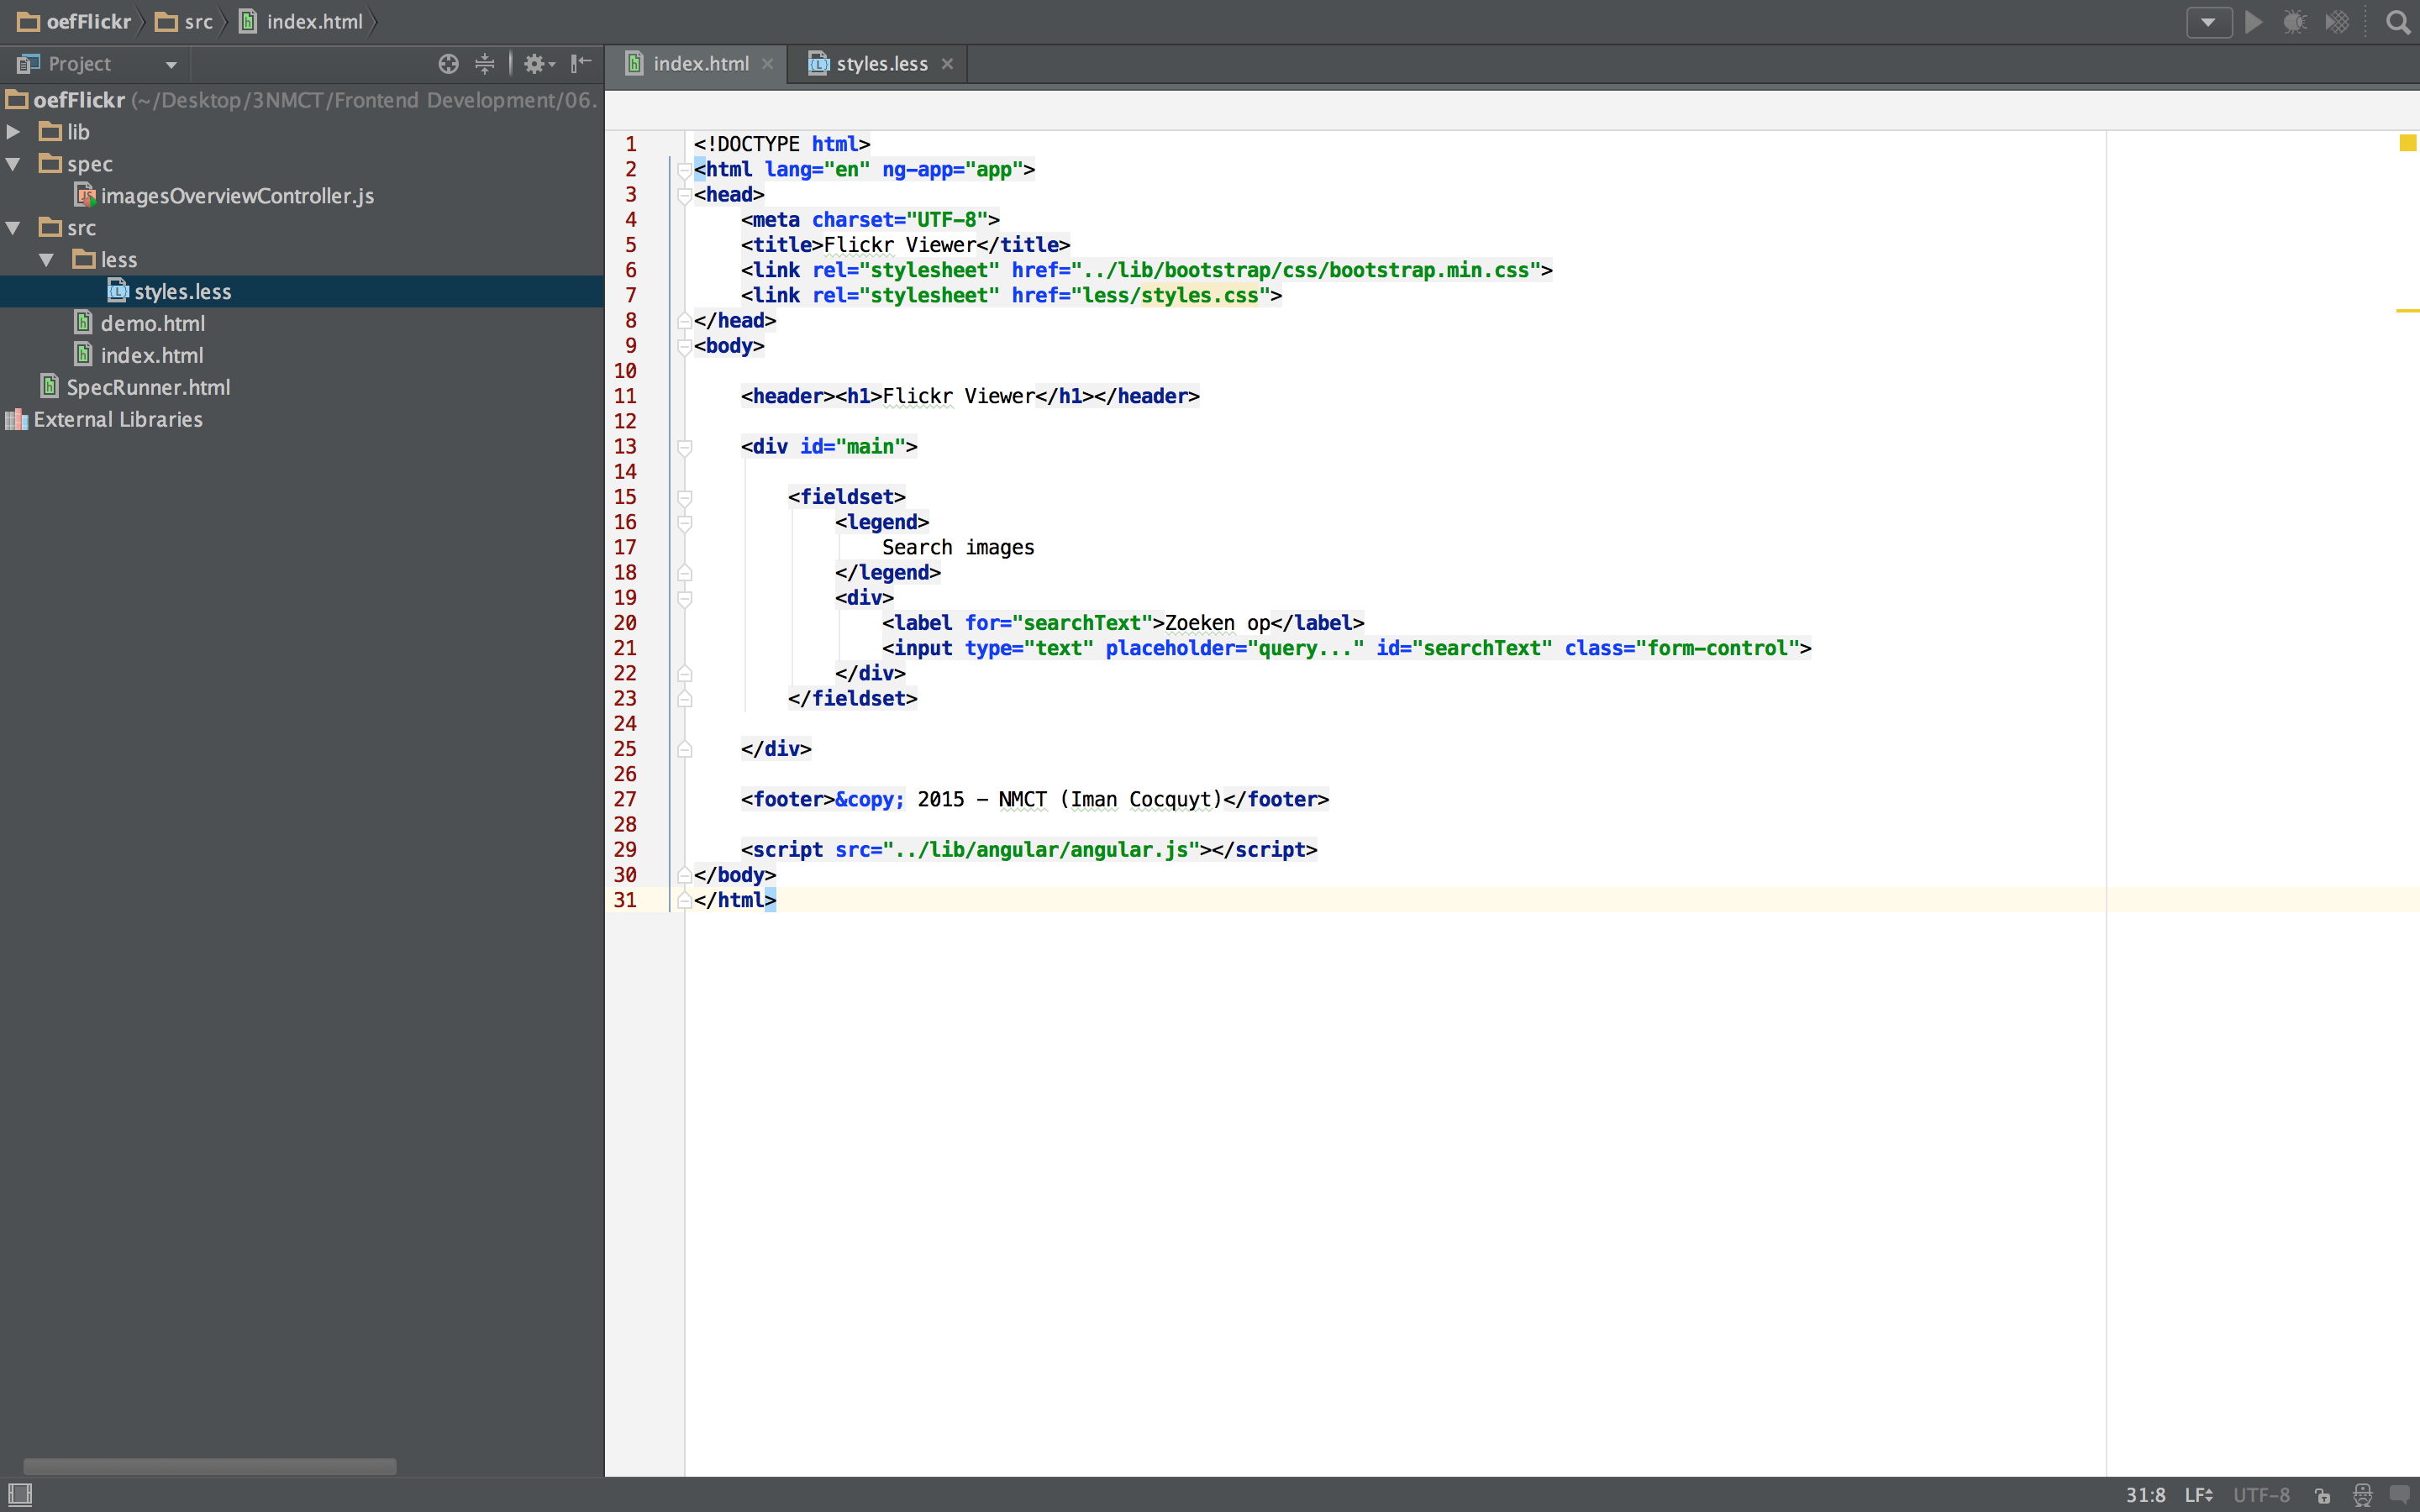 oefFlickr src index.html
Project
index.html styles.less
oefFlickr (~/Desktop/3NMCT/Frontend Development/06.
lib
spec
imagesOverviewController.js
src
less
styles.less
demo.html
index.html
SpecRunner.html
External Libraries
1 <!DOCTYPE html>
2 <html lang="en" ng-app="app">
3 <head>
4 <meta charset="UTF-8">
5 <title>Flickr Viewer</title>
6 <link rel="stylesheet" href="../lib/bootstrap/css/bootstrap.min.css">
7 <link rel="stylesheet" href="less/styles.css">
8 </head>
9 <body>
10
11 <header><h1>Flickr Viewer</h1></header>
12
13 <div id="main">
14
15 <fieldset>
16 <legend>
17 Search images
18 </legend>
19 <div>
20 <label for="searchText">Zoeken op</label>
21 <input type="text" placeholder="query..." id="searchText" class="form-control">
22 </div>
23 </fieldset>
24
25 </div>
26
27 <footer>&copy; 2015 – NMCT (Iman Cocquyt)</footer>
28
29 <script src="../lib/angular/angular.js"></script>
30 </body>
31 </html>
31:8 LF UTF-8